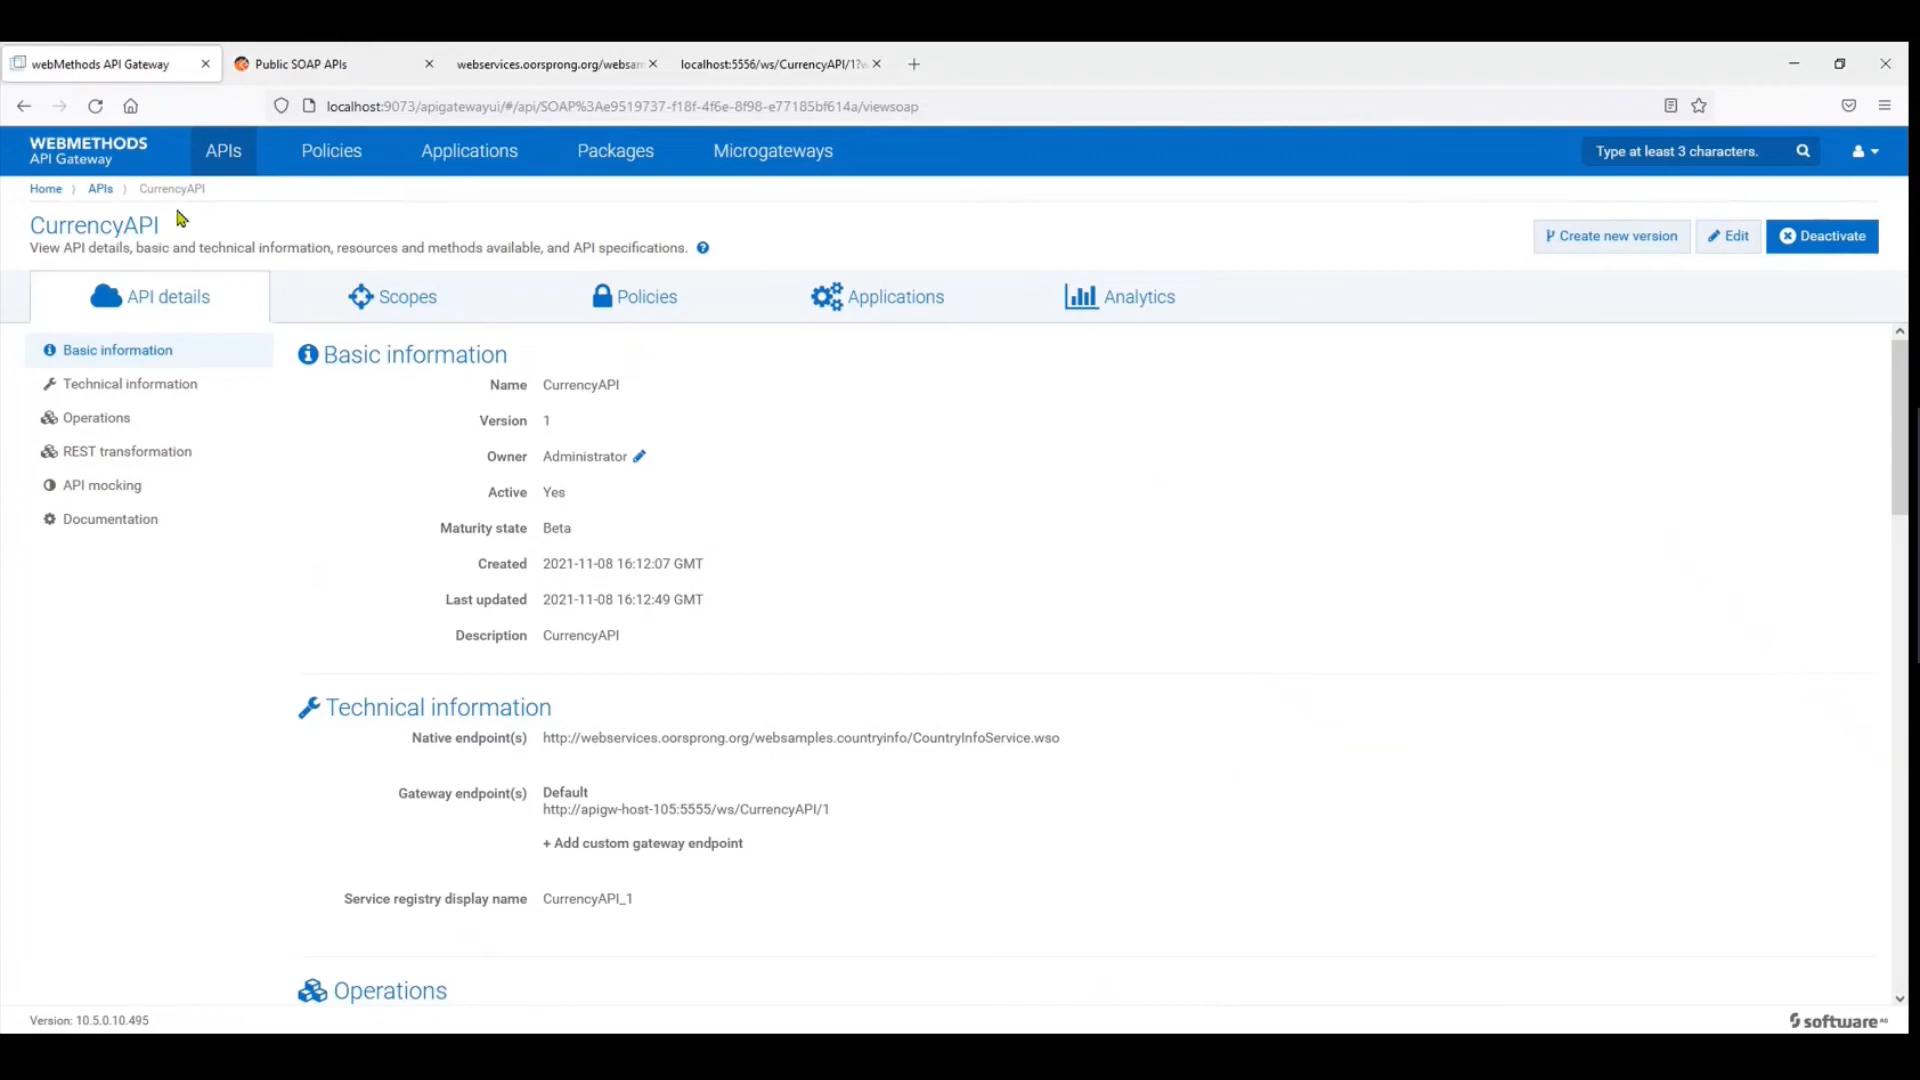 webMethods API Gateway
Public SOAP APIs
webservices.oorsprong.org/websam
localhost:5556/ws/CurrencyAPI/1?w
localhost:9073/apigatewayui/#/api/SOAP%3Ae9519737-f18f-4f6e-8f98-e77185bf614a/viewsoap
WEBMETHODS
API Gateway
APIs
Policies
Applications
Packages
Microgateways
Type at least 3 characters.
Home ⟩ APIs ⟩ CurrencyAPI
CurrencyAPI
View API details, basic and technical information, resources and methods available, and API specifications.
Create new version
Edit
Deactivate
API details
Scopes
Policies
Applications
Analytics
Basic information
Technical information
Operations
REST transformation
API mocking
Documentation
Basic information
Name CurrencyAPI
Version 1
Owner Administrator
Active Yes
Maturity state Beta
Created 2021-11-08 16:12:07 GMT
Last updated 2021-11-08 16:12:49 GMT
Description CurrencyAPI
Technical information
Native endpoint(s) http://webservices.oorsprong.org/websamples.countryinfo/CountryInfoService.wso
Gateway endpoint(s) Default
http://apigw-host-105:5555/ws/CurrencyAPI/1
+ Add custom gateway endpoint
Service registry display name CurrencyAPI_1
Operations
Version: 10.5.0.10.495
software AG